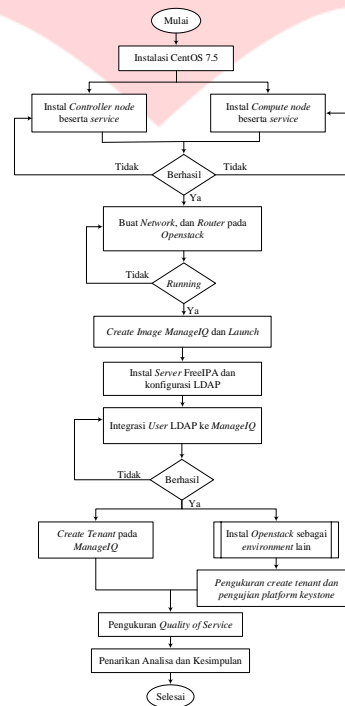 Mulai
Instalasi CentOS 7.5
Instal Controller node
beserta service
Instal Compute node
beserta service
Tidak
Berhasil
Tidak
Ya
Buat Network, dan Router pada
Openstack
Tidak
Running
Ya
Create Image ManageIQ dan Launch
Instal Server FreeIPA dan
konfigurasi LDAP
Integrasi User LDAP ke ManageIQ
Tidak
Berhasil
Ya
Create Tenant pada
ManageIQ
Instal Openstack sebagai
environment lain
Pengukuran create tenant dan
pengujian platform keystone
Pengukuran Quality of Service
Penarikan Analisa dan Kesimpulan
Selesai